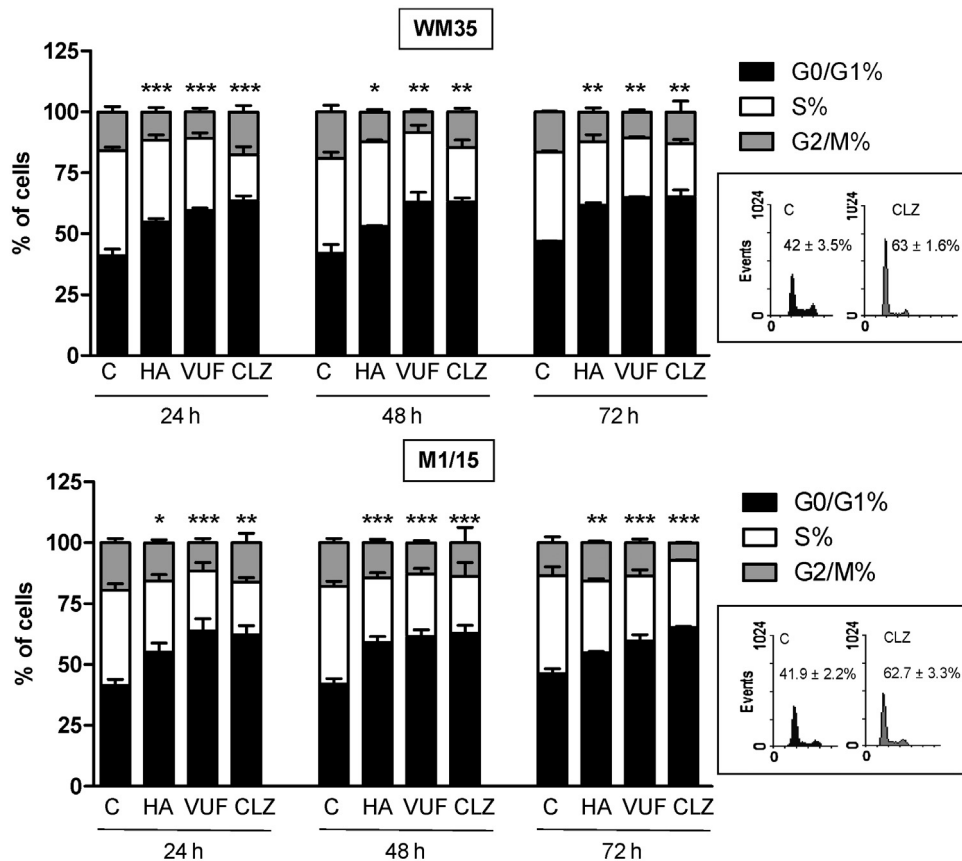 WM35
125
100
75
50
25
0
% of cells
*** *** *** * ** ** ** ** **
C HA VUF CLZ C HA VUF CLZ C HA VUF CLZ
24 h 48 h 72 h
G0/G1%
S%
G2/M%
1024 1024
C CLZ
42 ± 3.5% 63 ± 1.6%
Events
0 0
0 0
M1/15
125
100
75
50
25
0
% of cells
* *** ** *** *** *** ** *** ***
C HA VUF CLZ C HA VUF CLZ C HA VUF CLZ
24 h 48 h 72 h
G0/G1%
S%
G2/M%
1024 1024
C CLZ
41.9 ± 2.2% 62.7 ± 3.3%
Events
0 0
0 0